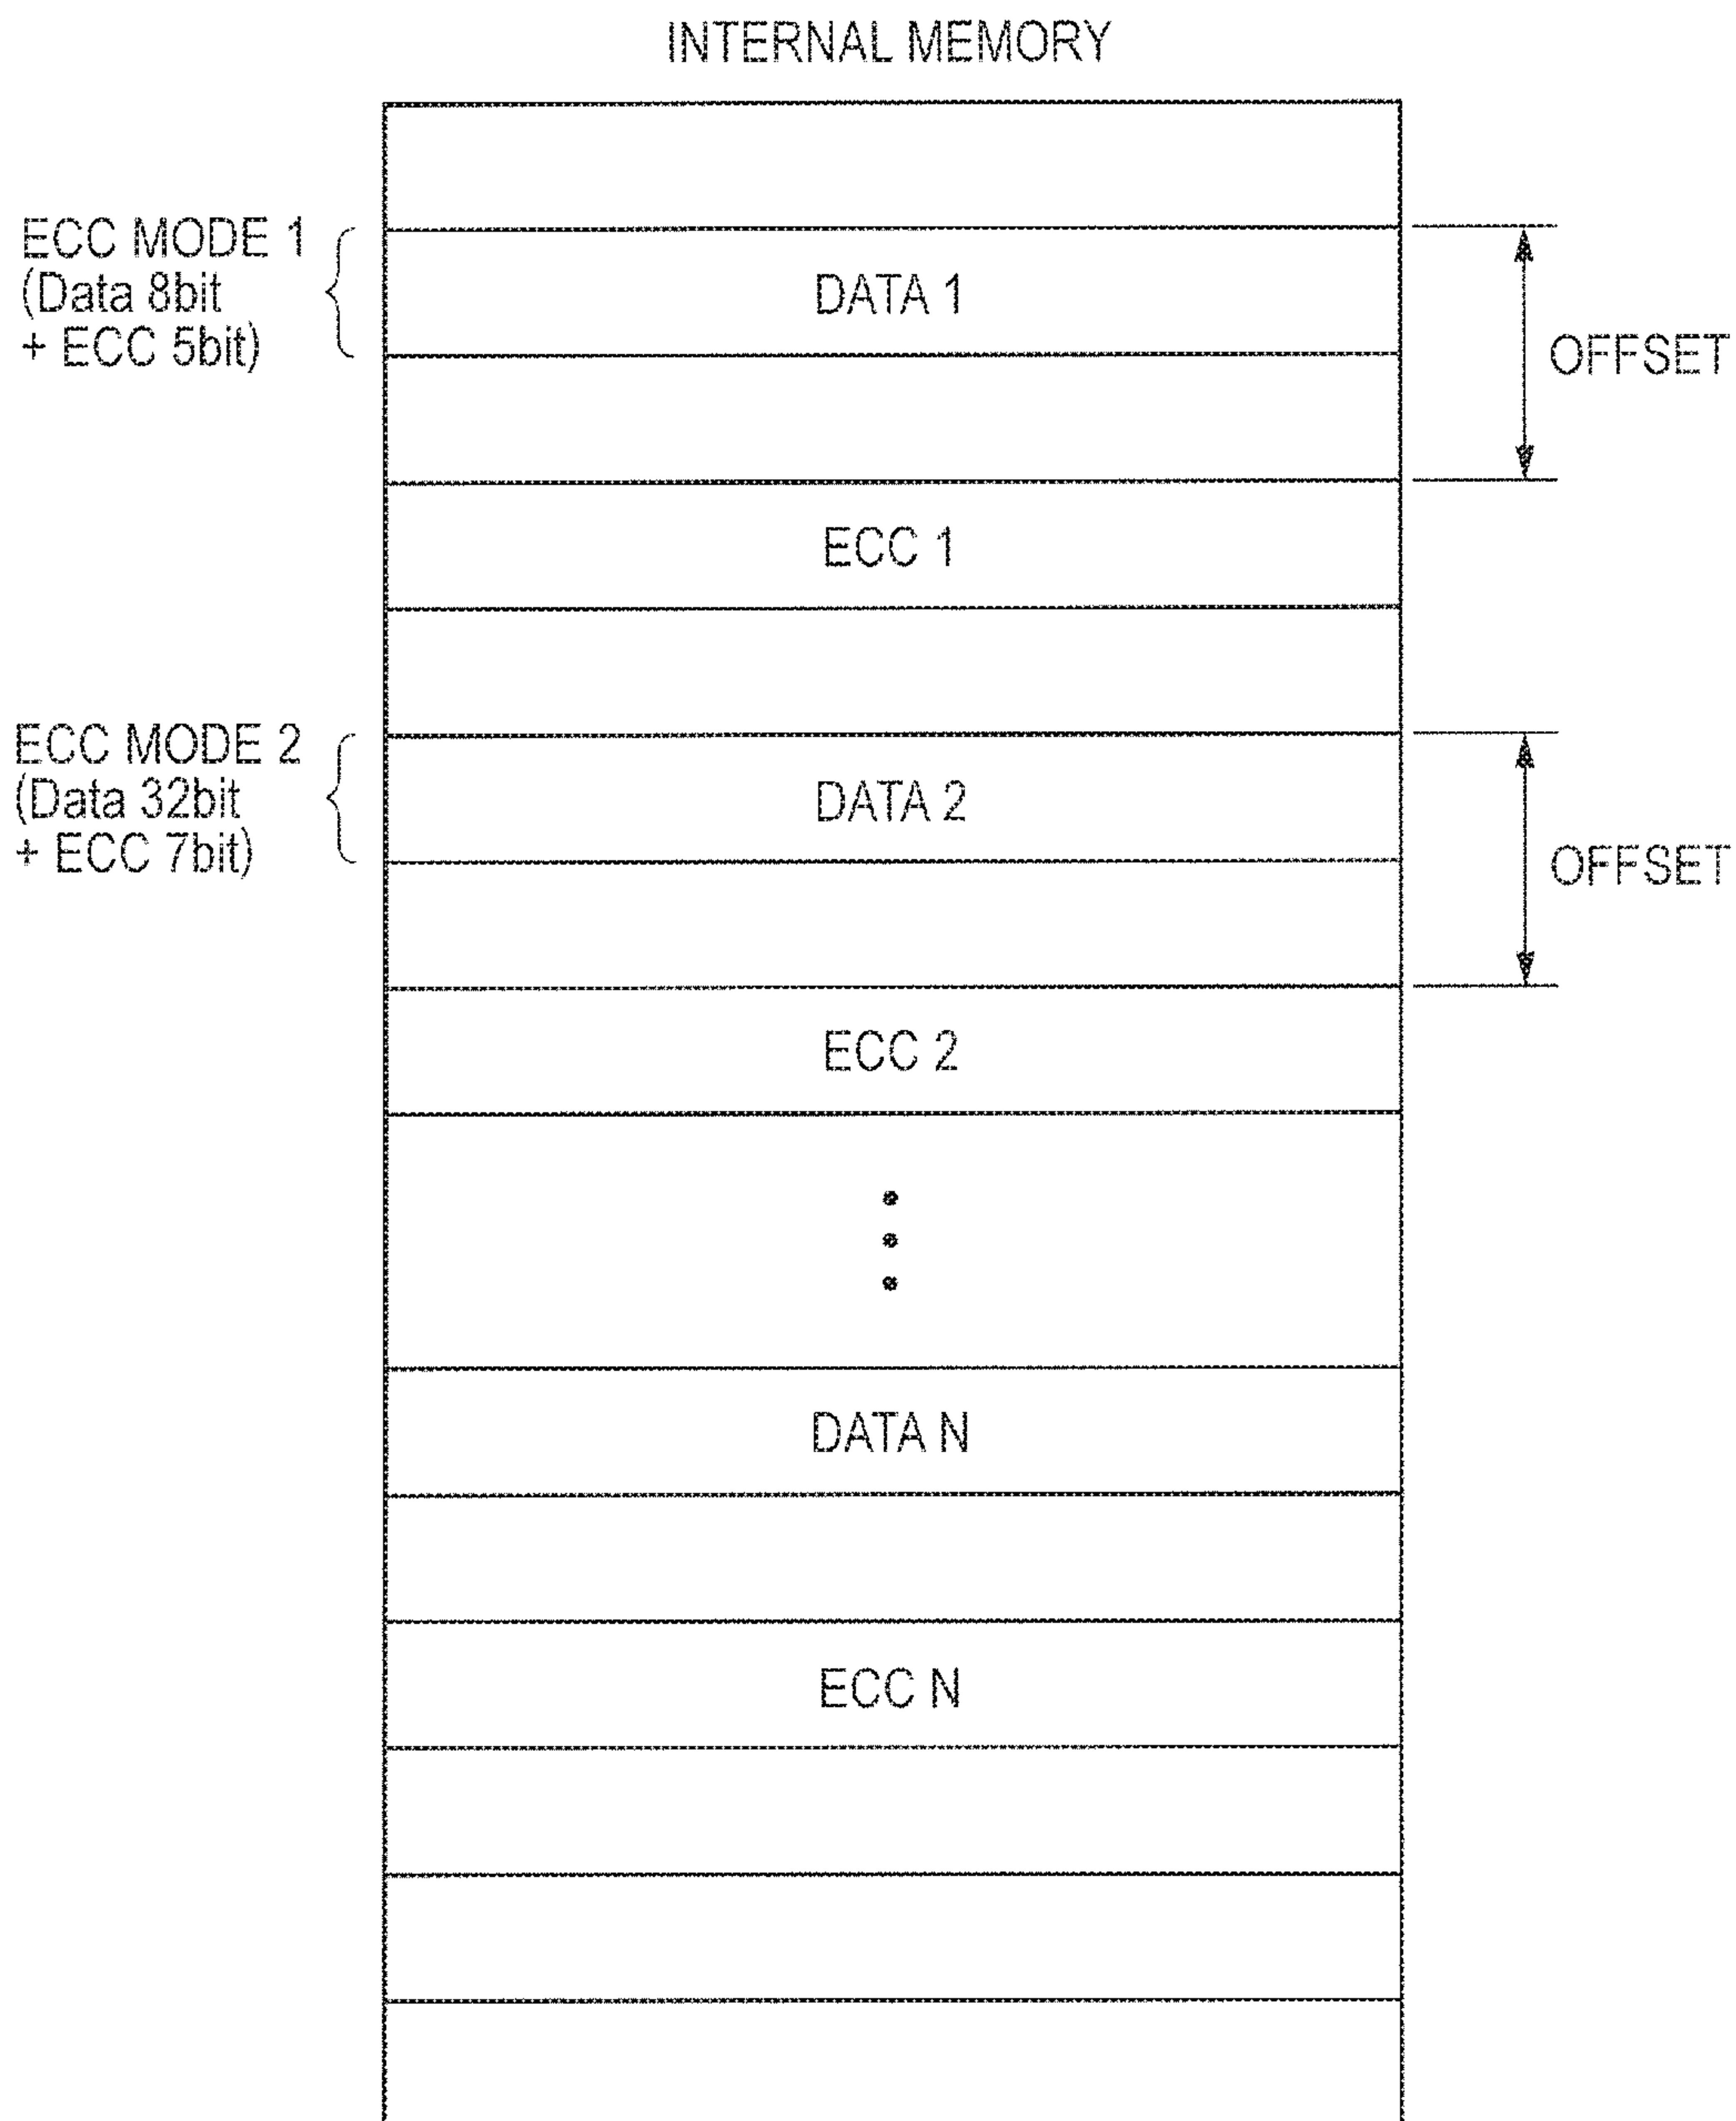 INTERNAL MEMORY
ECC MODE 1
(Data 8bit
+ ECC 5bit)
DATA 1
OFFSET
ECC 1
ECC MODE 2
(Data 32bit
+ ECC 7bit)
DATA 2
OFFSET
ECC 2
DATA N
ECC N